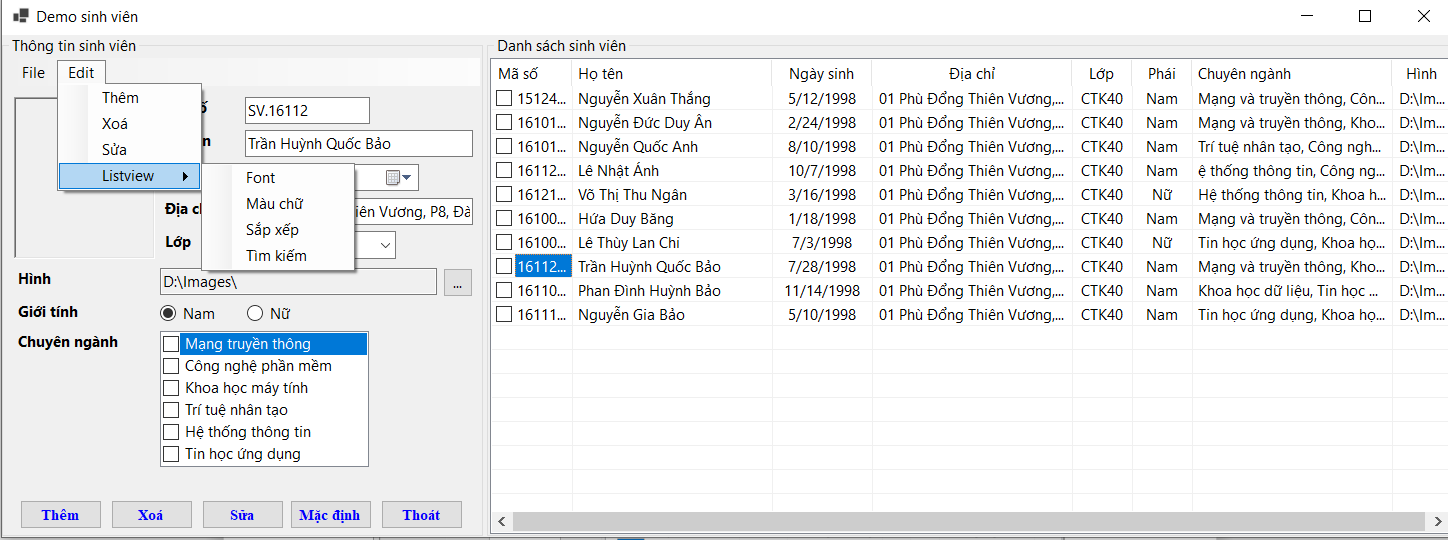 Demo sinh viên
Thông tin sinh viên
File Edit
Thêm
Xoá
Sửa
Listview
Font
Màu chữ
Sắp xếp
Tìm kiếm
SV.16112
Trần Huỳnh Quốc Bảo
Địa
Vương, P8,
Lớp
Hình D:\Images\ ...
Giới tính Nam Nữ
Chuyên ngành
Mạng truyền thông
Công nghệ phần mềm
Khoa học máy tính
Trí tuệ nhân tạo
Hệ thống thông tin
Tin học ứng dụng
Thêm Xoá Sửa Mặc định Thoát
Danh sách sinh viên
Mã số Họ tên Ngày sinh Địa chỉ Lớp Phái Chuyên ngành Hình
15124... Nguyễn Xuân Thắng 5/12/1998 01 Phù Đổng Thiên Vương,... CTK40 Nam Mạng và truyền thông, Côn... D:\Im...
16101... Nguyễn Đức Duy Ân 2/24/1998 01 Phù Đổng Thiên Vương,... CTK40 Nam Mạng và truyền thông, Kho... D:\Im...
16101... Nguyễn Quốc Anh 8/10/1998 01 Phù Đổng Thiên Vương,... CTK40 Nam Trí tuệ nhân tạo, Công ngh... D:\Im...
16112... Lê Nhật Ánh 10/7/1998 01 Phù Đổng Thiên Vương,... CTK40 Nam ệ thống thông tin, Công ng... D:\Im...
16121... Võ Thị Thu Ngân 3/16/1998 01 Phù Đổng Thiên Vương,... CTK40 Nữ Hệ thống thông tin, Khoa h... D:\Im...
16100... Hứa Duy Băng 1/18/1998 01 Phù Đổng Thiên Vương,... CTK40 Nam Mạng và truyền thông, Côn... D:\Im...
16100... Lê Thùy Lan Chi 7/3/1998 01 Phù Đổng Thiên Vương,... CTK40 Nữ Tin học ứng dụng, Khoa họ... D:\Im...
16112... Trần Huỳnh Quốc Bảo 7/28/1998 01 Phù Đổng Thiên Vương,... CTK40 Nam Mạng và truyền thông, Kho... D:\Im...
16110... Phan Đình Huỳnh Bảo 11/14/1998 01 Phù Đổng Thiên Vương,... CTK40 Nam Khoa học dữ liệu, Tin học ... D:\Im...
16111... Nguyễn Gia Bảo 5/10/1998 01 Phù Đổng Thiên Vương,... CTK40 Nam Tin học ứng dụng, Khoa họ... D:\Im...